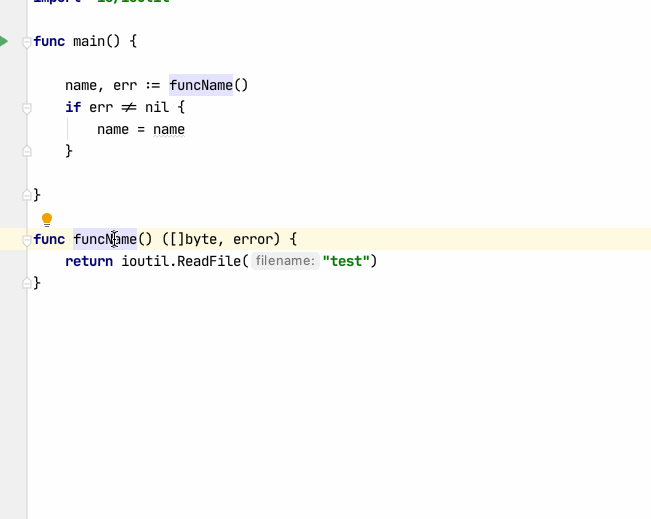 import "io/ioutil"
func main() {
name, err := funcName()
if err ≠ nil {
name = name
}
}
func funcName() ([]byte, error) {
return ioutil.ReadFile( filename: "test")
}